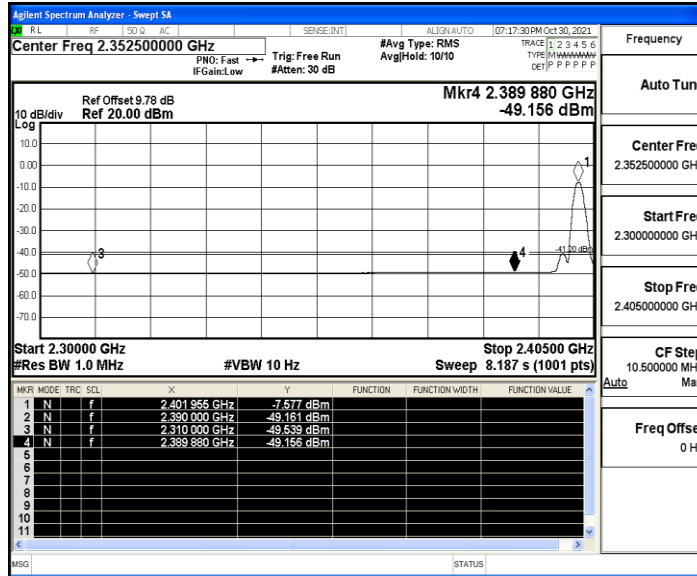 Agilent Spectrum Analyzer - Swept SA
RL RF 50 Ω AC SENSE:INT ALIGN AUTO 07:17:30 PM Oct 30, 2021
Center Freq 2.352500000 GHz #Avg Type: RMS TRACE 1 2 3 4 5 6
PNO: Fast Trig: Free Run Avg|Hold: 10/10 TYPE M WWWWW
IFGain:Low #Atten: 30 dB DET P P P P P P
Frequency
Auto Tun
Ref Offset 9.78 dB Mkr4 2.389 880 GHz
10 dB/div Ref 20.00 dBm -49.156 dBm
Log
10.0
0.00
-10.0
-20.0
-30.0
-40.0
-50.0
-60.0
-70.0
1
3
4
-41.20 dBm
Center Fre
2.352500000 GH
Start Fre
2.300000000 GH
Stop Fre
2.405000000 GH
CF Step
10.500000 MH
Auto Ma
Freq Offse
0 H
Start 2.30000 GHz Stop 2.40500 GHz
#Res BW 1.0 MHz #VBW 10 Hz Sweep 8.187 s (1001 pts)
MKR MODE TRC SCL X Y FUNCTION FUNCTION WIDTH FUNCTION VALUE
1 N f 2.401 955 GHz -7.577 dBm
2 N f 2.390 000 GHz -49.161 dBm
3 N f 2.310 000 GHz -49.539 dBm
4 N f 2.389 880 GHz -49.156 dBm
5
6
7
8
9
10
11
MSG STATUS